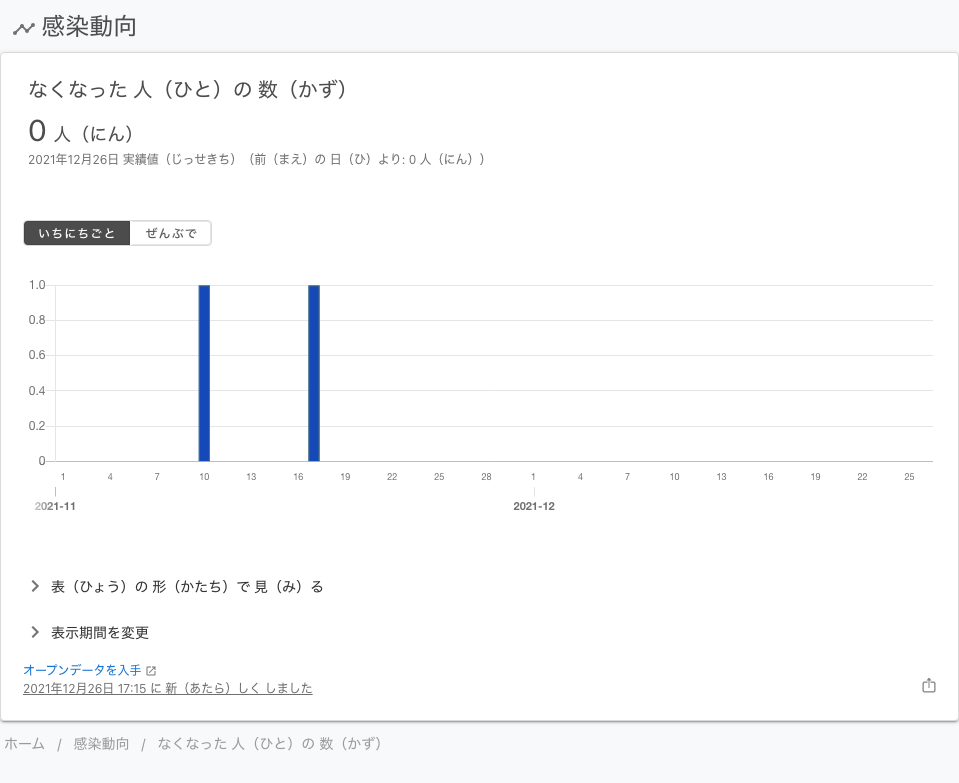 感染動向
なくなった 人（ひと）の 数（かず）
0 人（にん）
2021年12月26日 実績値（じっせきち）（前（まえ）の 日（ひ）より: 0 人（にん））
いちにちごと ぜんぶで
1.0
0.8
0.6
0.4
0.2
0
1 4 7 10 13 16 19 22 25 28 1 4 7 10 13 16 19 22 25
2021-11 2021-12
表（ひょう）の 形（かたち）で 見（み）る
表示期間を変更
オープンデータを入手
2021年12月26日 17:15 に 新（あたら）しく しました
ホーム / 感染動向 / なくなった 人（ひと）の 数（かず）